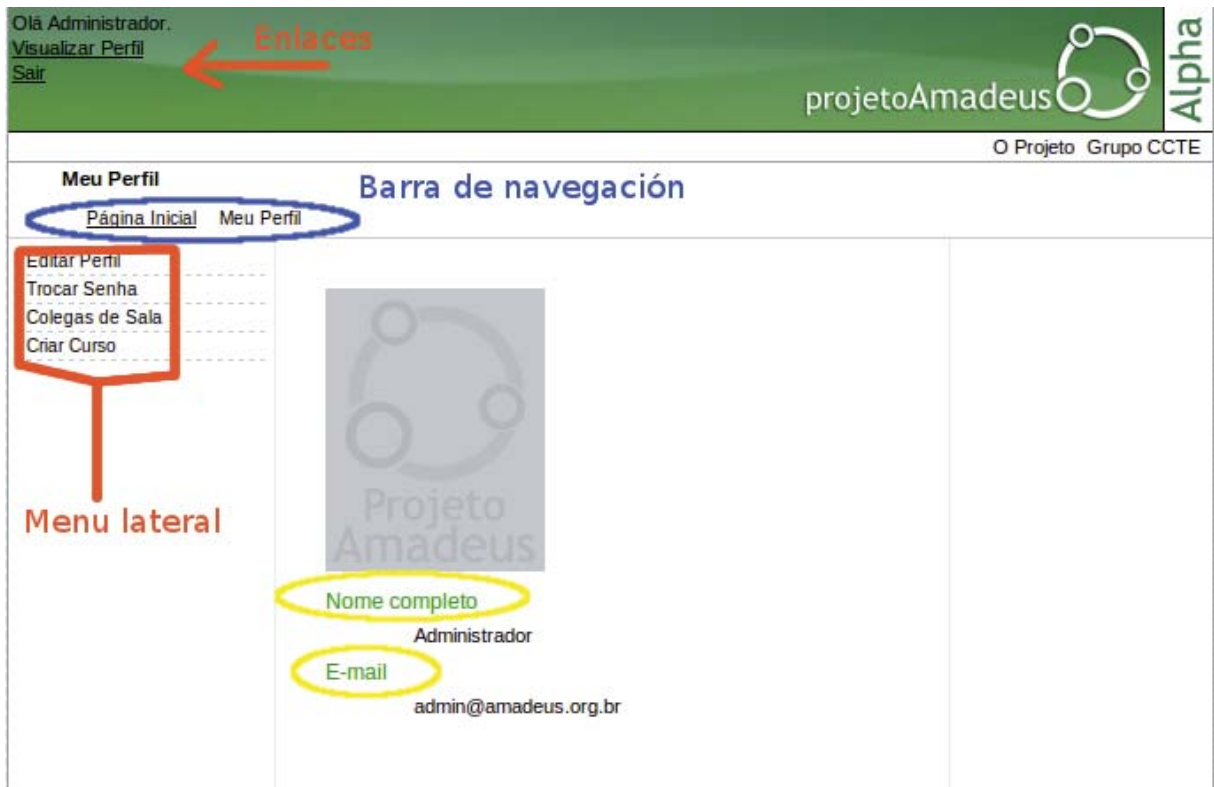 Olá Administrador.
Visualizar Perfil
Sair
Enlaces
projetoAmadeus
Alpha
O Projeto Grupo CCTE
Meu Perfil
Barra de navegación
Página Inicial Meu Perfil
Editar Perfil
Trocar Senha
Colegas de Sala
Criar Curso
Menu lateral
Projeto
Amadeus
Nome completo
Administrador
E-mail
admin@amadeus.org.br